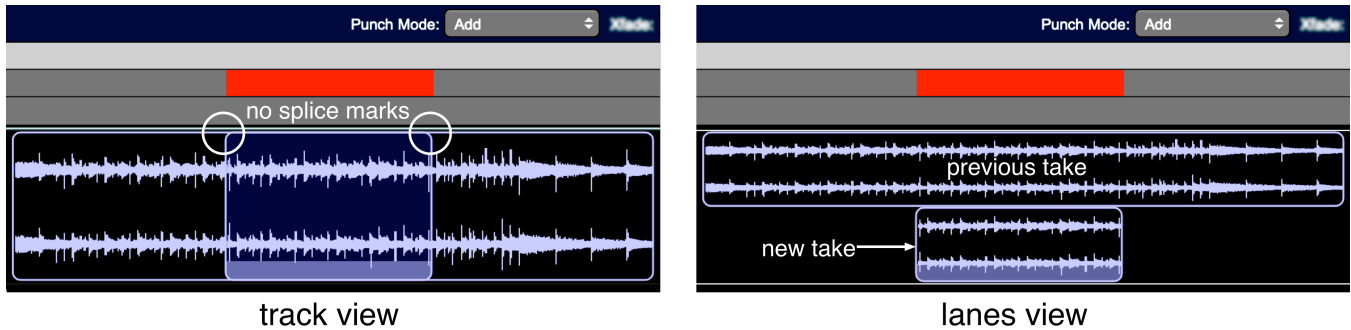 Punch Mode: Add
no splice marks
track view
Punch Mode: Add
previous take
new take
lanes view